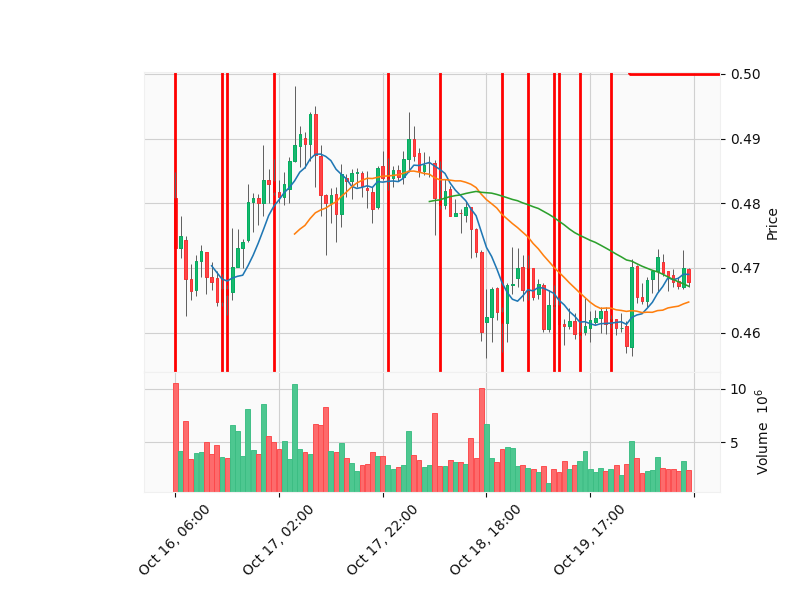 0.50
0.49
0.48
0.47
0.46
Price
10
5
Volume 10^6
Oct 16, 06:00
Oct 17, 02:00
Oct 17, 22:00
Oct 18, 18:00
Oct 19, 17:00